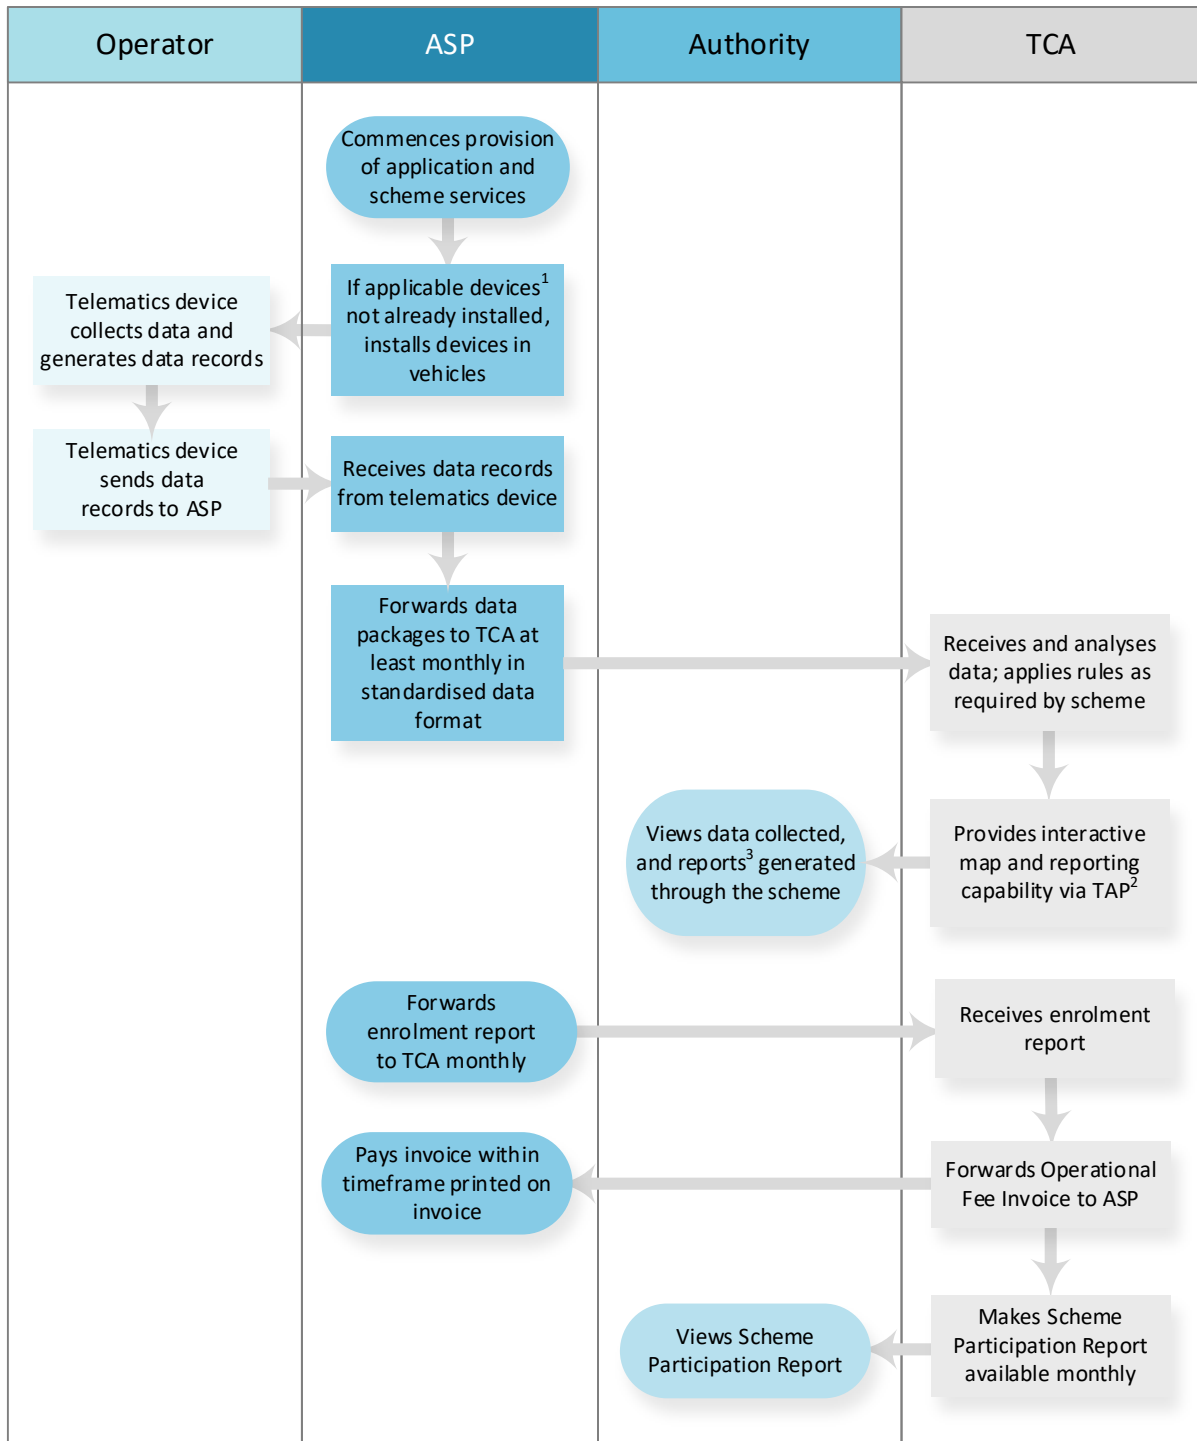 Operator
ASP
Authority
TCA
Commences provision
of application and
scheme services
If applicable devices¹
not already installed,
installs devices in
vehicles
Telematics device
collects data and
generates data records
Telematics device
sends data
records to ASP
Receives data records
from telematics device
Forwards data
packages to TCA at
least monthly in
standardised data
format
Receives and analyses
data; applies rules as
required by scheme
Provides interactive
map and reporting
capability via TAP²
Views data collected,
and reports³ generated
through the scheme
Forwards
enrolment report
to TCA monthly
Receives enrolment
report
Forwards Operational
Fee Invoice to ASP
Pays invoice within
timeframe printed on
invoice
Makes Scheme
Participation Report
available monthly
Views Scheme
Participation Report